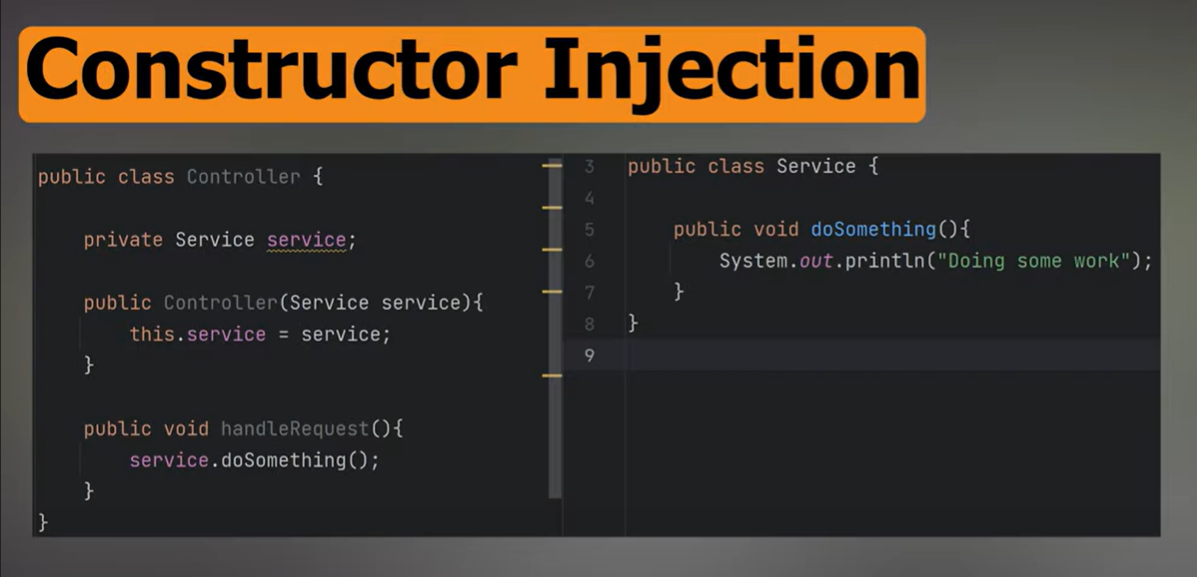 Constructor Injection
public class Controller {
private Service service;
public Controller(Service service){
this.service = service;
}
public void handleRequest(){
service.doSomething();
}
}
3 public class Service {
4
5 public void doSomething(){
6 System.out.println("Doing some work");
7 }
8 }
9